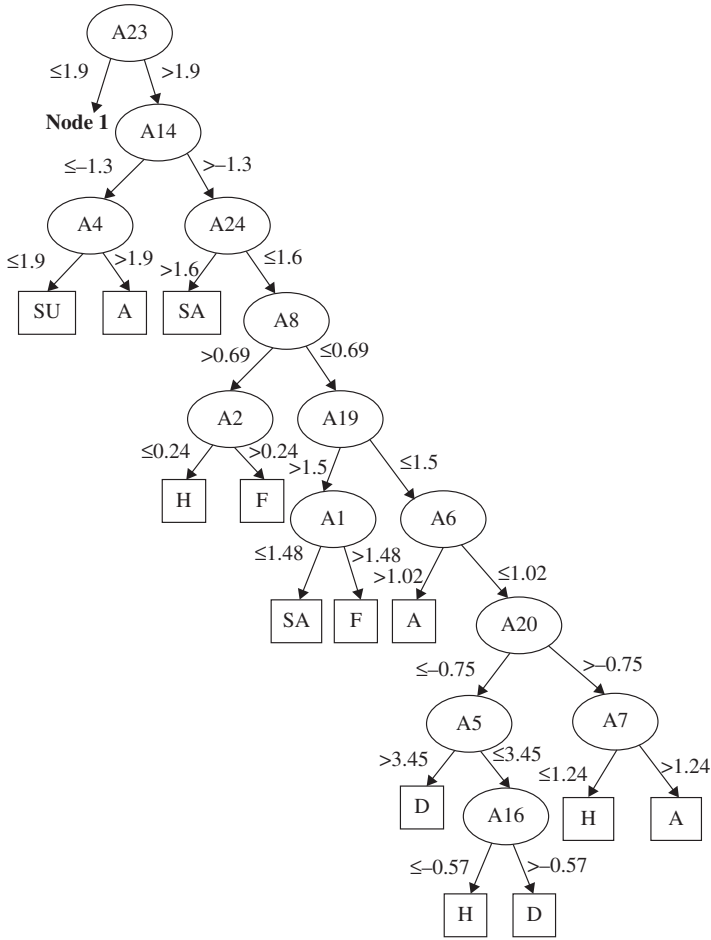 A23
≤1.9 >1.9
Node 1 A14
≤–1.3 >–1.3
A4 A24
≤1.9 >1.9 >1.6 ≤1.6
SU A SA A8
>0.69 ≤0.69
A2 A19
≤0.24 >0.24 >1.5 ≤1.5
H F A1 A6
≤1.48 >1.48 >1.02 ≤1.02
SA F A A20
≤–0.75 >–0.75
A5 A7
>3.45 ≤3.45 ≤1.24 >1.24
D A16 H A
≤–0.57 >–0.57
H D